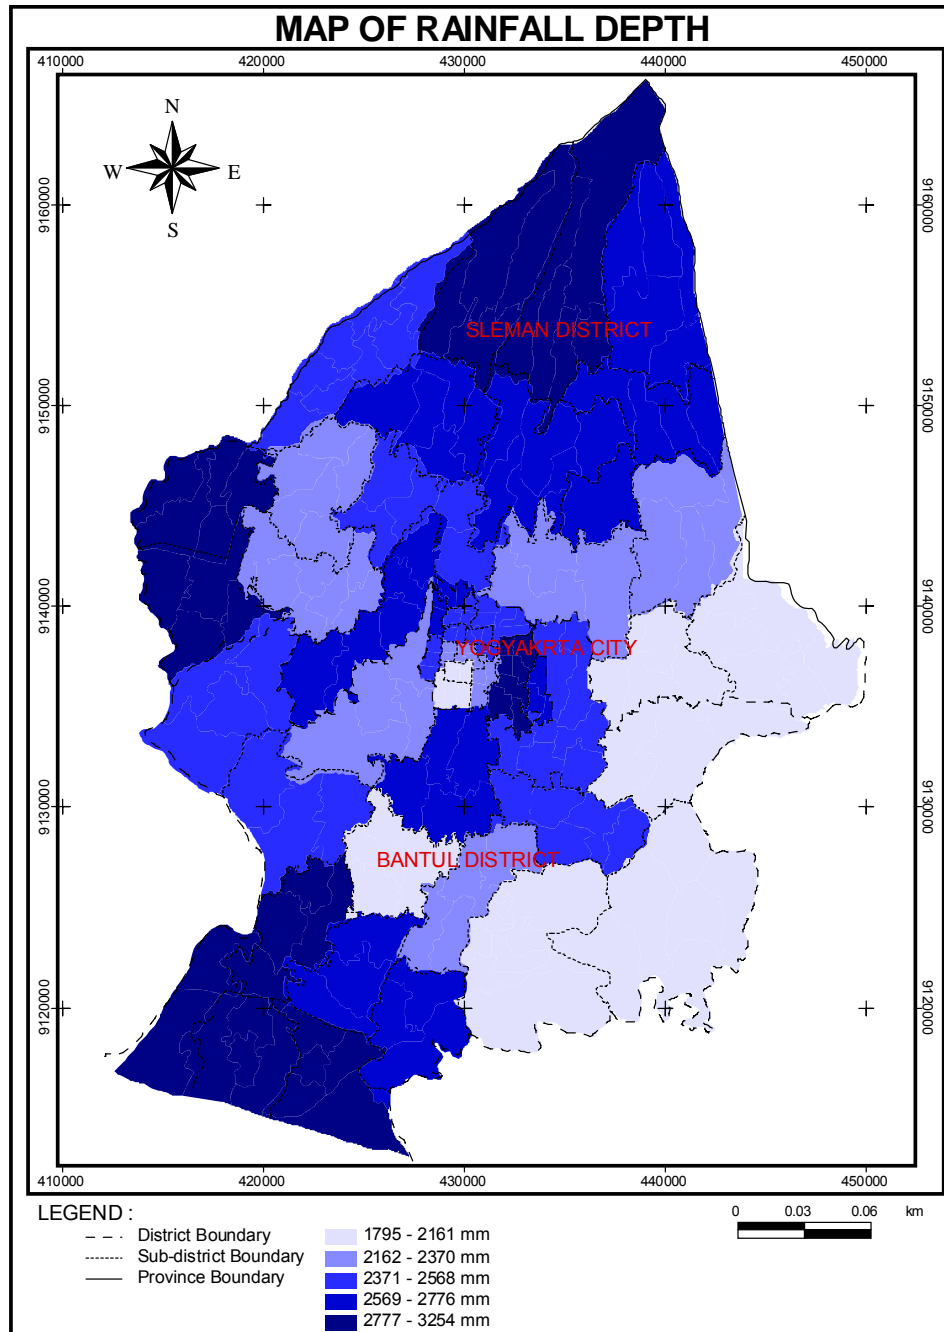 MAP OF RAINFALL DEPTH
410000 420000 430000 440000 450000
N
W E
S
9160000 9160000
SLEMAN DISTRICT
9150000 9150000
9140000 9140000
YOGYAKRTA CITY
9130000 9130000
BANTUL DISTRICT
9120000 9120000
410000 420000 430000 440000 450000
LEGEND :
District Boundary
Sub-district Boundary
Province Boundary
1795 - 2161 mm
2162 - 2370 mm
2371 - 2568 mm
2569 - 2776 mm
2777 - 3254 mm
0 0.03 0.06 km